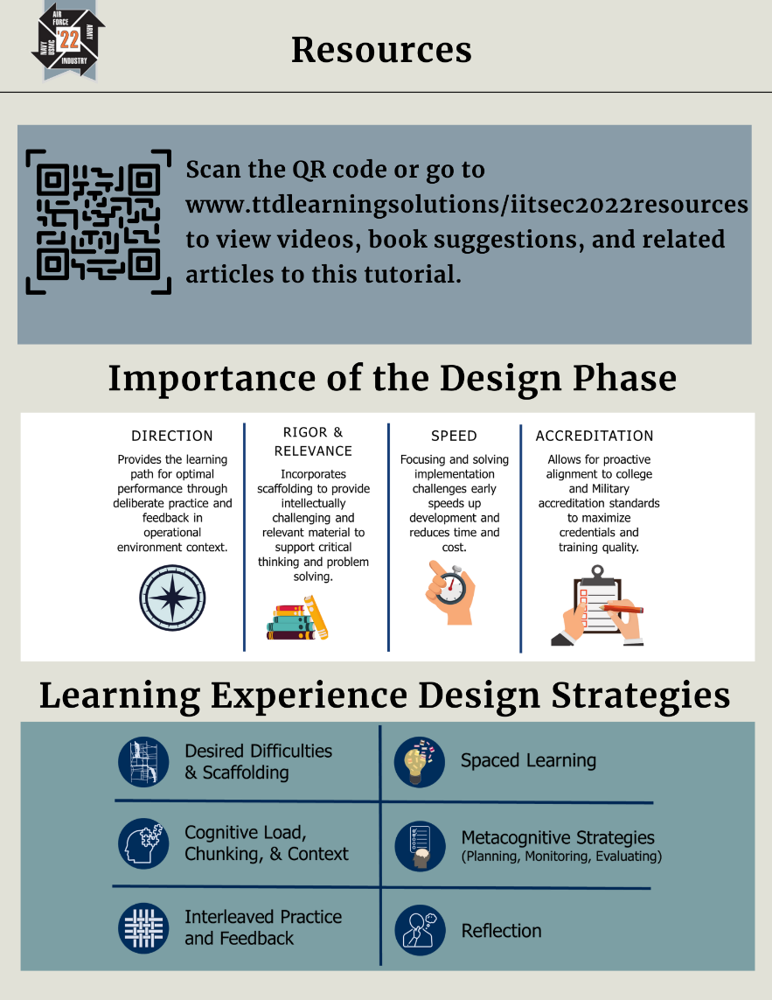 AIR
FORCE
ARMY
NAVY
USMC
'22
INDUSTRY
Resources
Scan the QR code or go to
www.ttdlearningsolutions/iitsec2022resources
to view videos, book suggestions, and related
articles to this tutorial.
Importance of the Design Phase
DIRECTION
Provides the learning
path for optimal
performance through
deliberate practice and
feedback in
operational
environment context.
RIGOR &
RELEVANCE
Incorporates
scaffolding to provide
intellectually
challenging and
relevant material to
support critical
thinking and problem
solving.
SPEED
Focusing and solving
implementation
challenges early
speeds up
development and
reduces time and
cost.
ACCREDITATION
Allows for proactive
alignment to college
and Military
accreditation standards
to maximize
credentials and
training quality.
Learning Experience Design Strategies
Desired Difficulties
& Scaffolding
Spaced Learning
Cognitive Load,
Chunking, & Context
Metacognitive Strategies
(Planning, Monitoring, Evaluating)
Interleaved Practice
and Feedback
Reflection